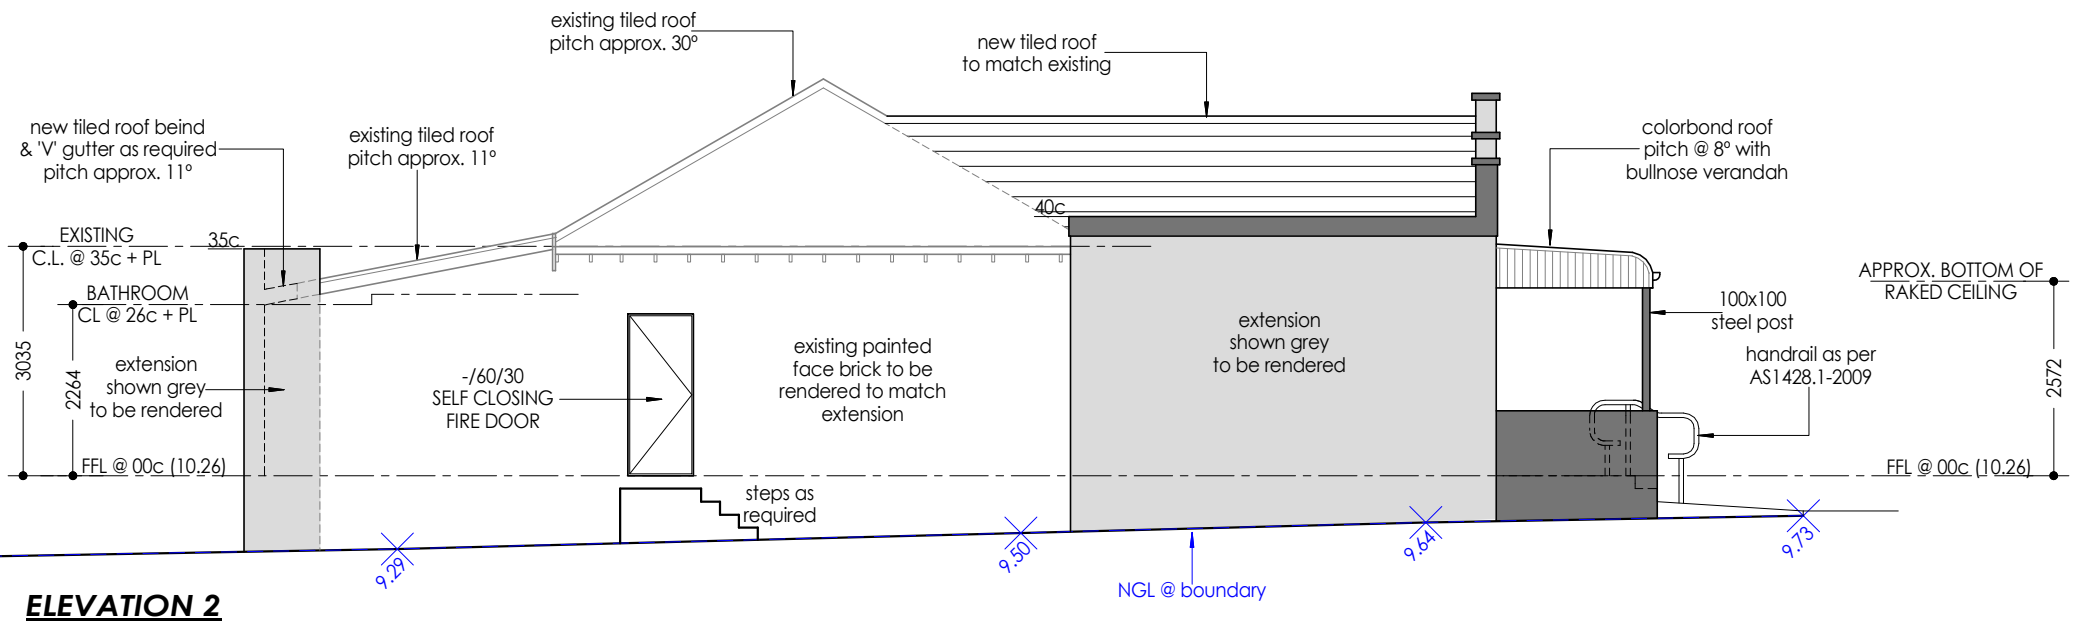 existing tiled roof
pitch approx. 30º
new tiled roof
to match existing
new tiled roof beind
& 'V' gutter as required
pitch approx. 11º
existing tiled roof
pitch approx. 11º
colorbond roof
pitch @ 8º with
bullnose verandah
40c
35c
EXISTING
C.L. @ 35c + PL
BATHROOM
CL @ 26c + PL
3035
2264
extension
shown grey
to be rendered
-/60/30
SELF CLOSING
FIRE DOOR
existing painted
face brick to be
rendered to match
extension
extension
shown grey
to be rendered
APPROX. BOTTOM OF
RAKED CEILING
100x100
steel post
handrail as per
AS1428.1-2009
2572
FFL @ 00c (10.26)
FFL @ 00c (10.26)
steps as
required
9.29
9.50
9.64
9.73
NGL @ boundary
ELEVATION 2